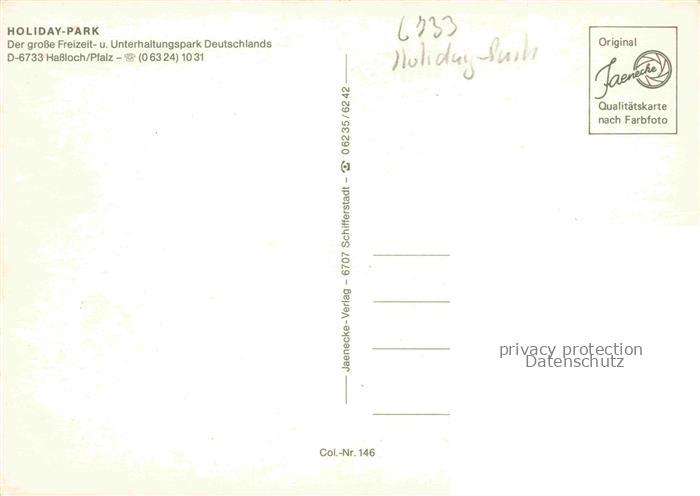 HOLIDAY-PARK
Der große Freizeit- u. Unterhaltungspark Deutschlands
D-6733 Haßloch/Pfalz – ☏ (0 63 24) 10 31
6733
Holiday-Park
Original
Jaenecke
Qualitätskarte
nach Farbfoto
Jaenecke-Verlag – 6707 Schifferstadt – ☎ 0 62 35 / 62 42
privacy protection
Datenschutz
Col.-Nr. 146